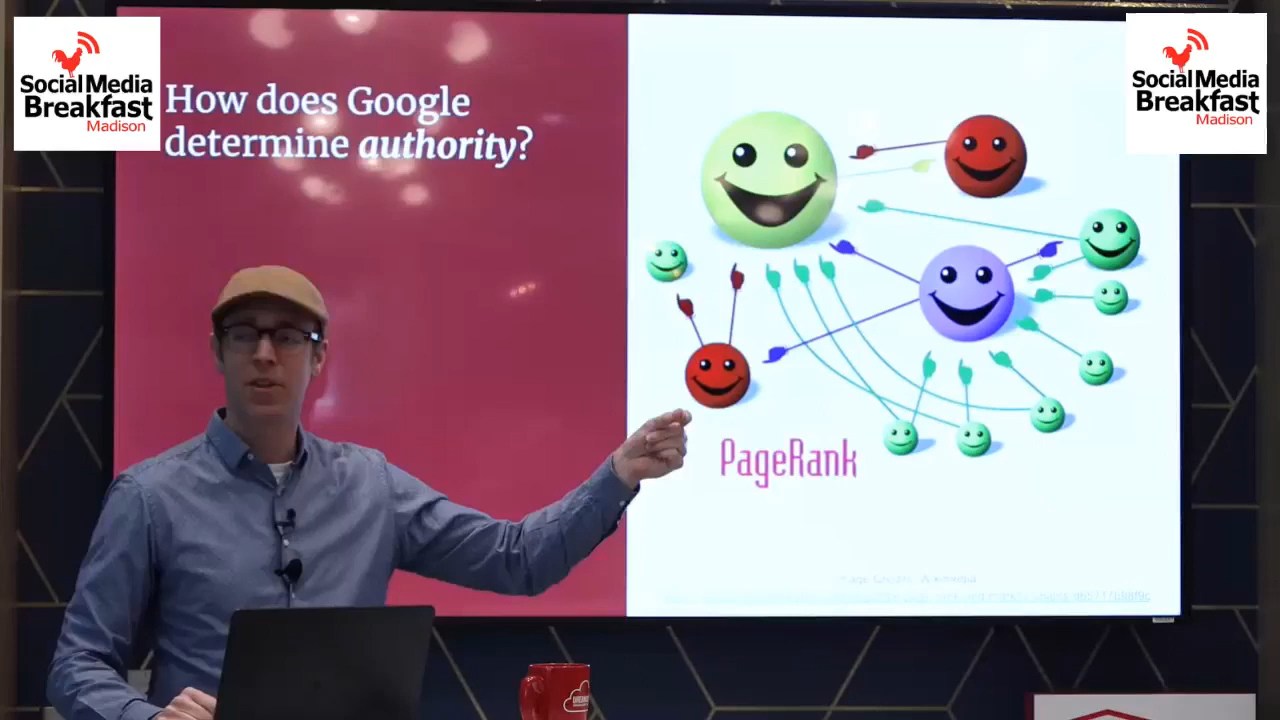 Social Media
Breakfast
Madison
How does Google
determine authority?
Social Media
Breakfast
Madison
PageRank